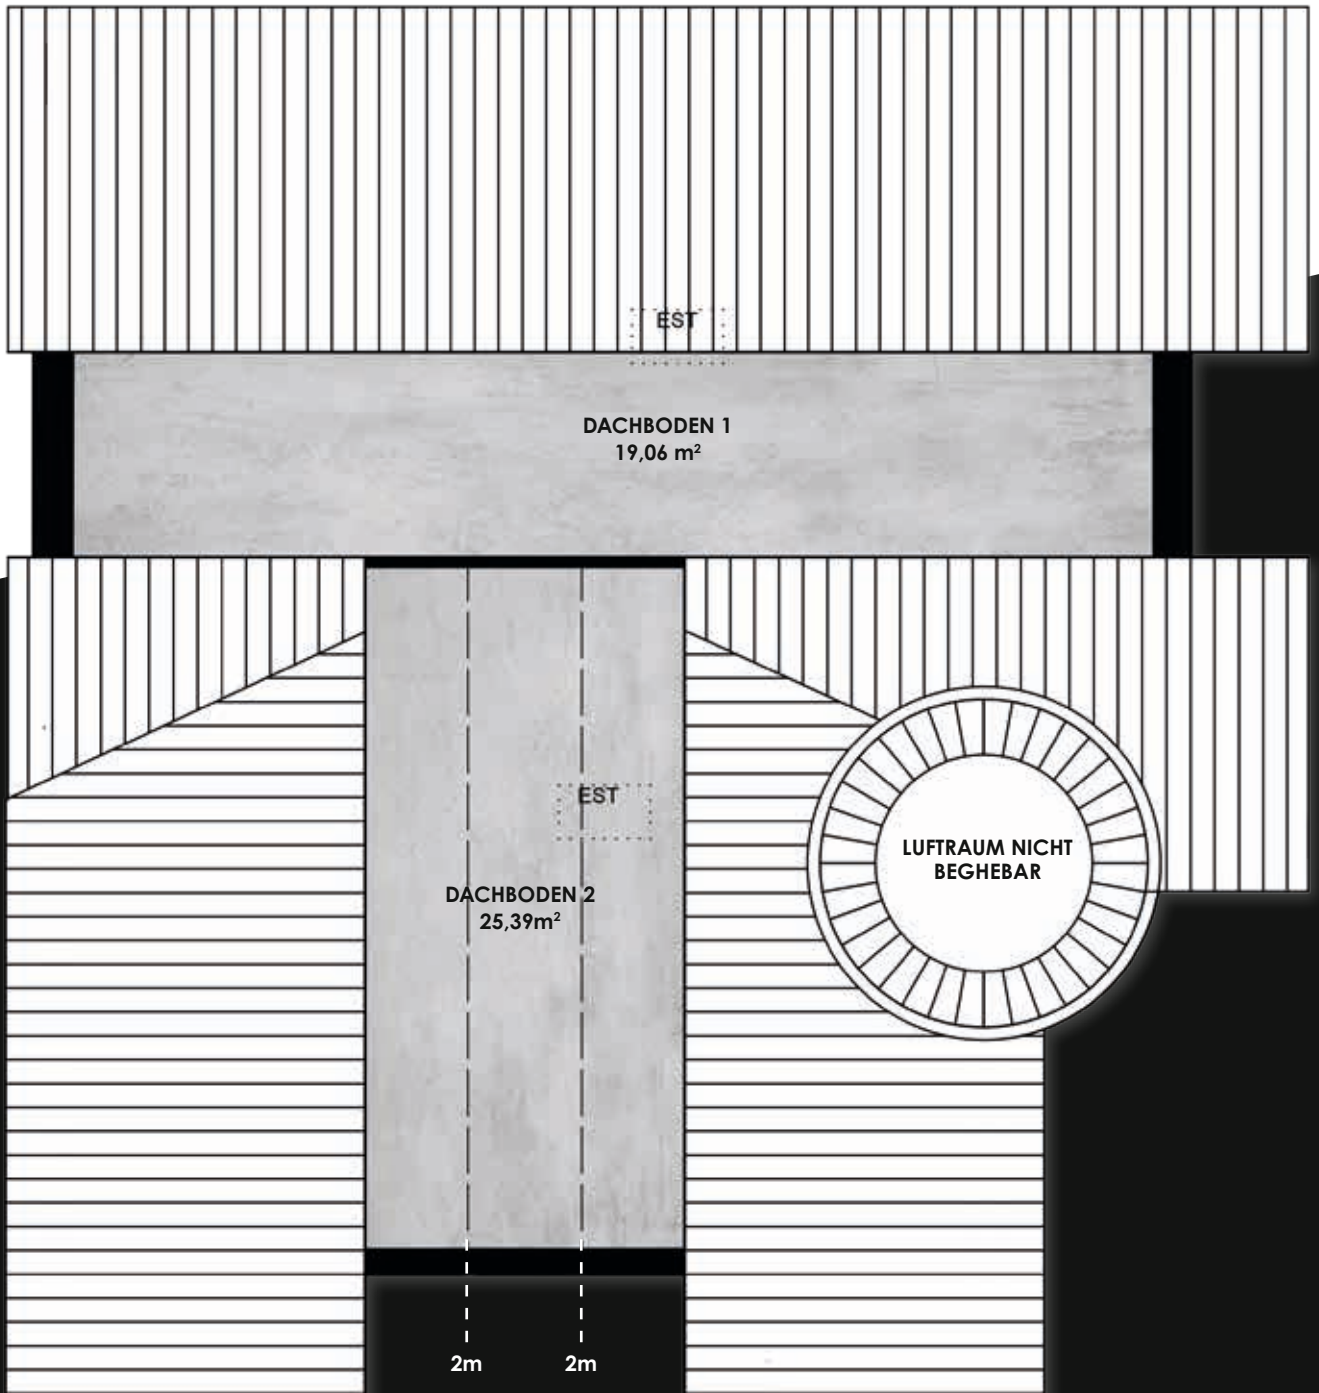 EST
DACHBODEN 1
19,06 m²
EST
LUFTRAUM NICHT
BEGHEBAR
DACHBODEN 2
25,39m²
2m
2m